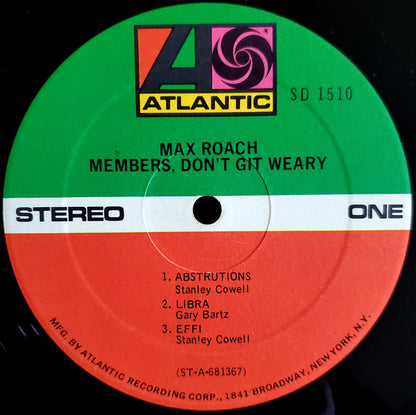 ATLANTIC
SD 1510
MAX ROACH
MEMBERS, DON'T GIT WEARY
STEREO
ONE
1. ABSTRUTIONS
Stanley Cowell
2. LIBRA
Gary Bartz
3. EFFI
Stanley Cowell
(ST-A-681367)
MFG. BY ATLANTIC RECORDING CORP., 1841 BROADWAY, NEW YORK, N.Y.